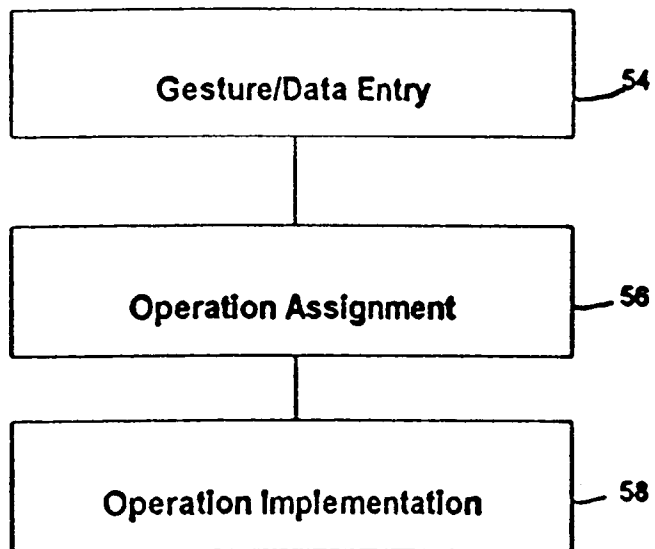 Gesture/Data Entry
54
Operation Assignment
56
Operation Implementation
58